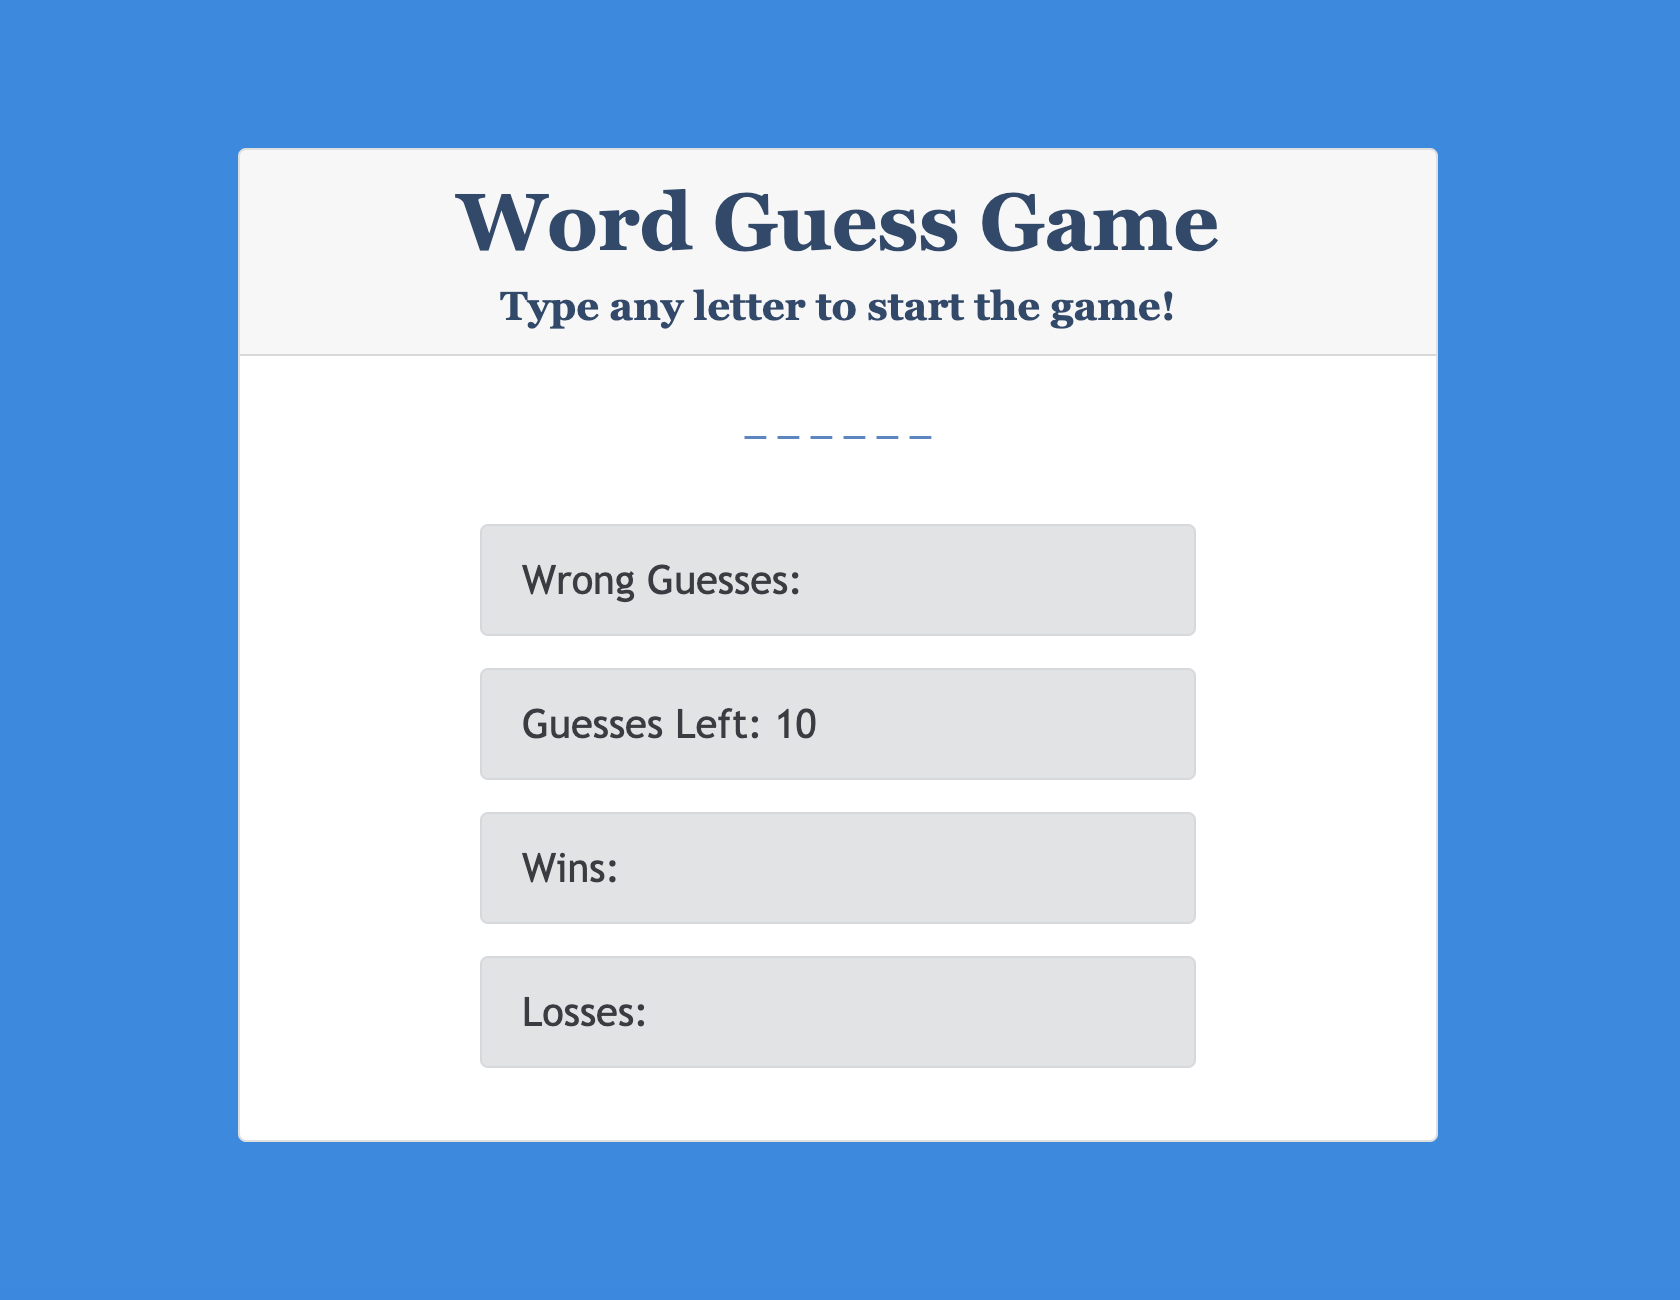 Word Guess Game
Type any letter to start the game!
_ _ _ _ _ _
Wrong Guesses:
Guesses Left: 10
Wins:
Losses: